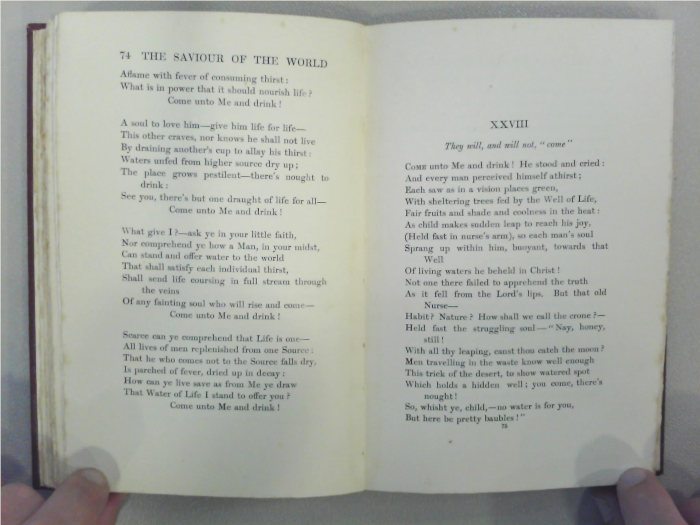 74 THE SAVIOUR OF THE WORLD
Aflame with fever of consuming thirst:
What is in power that it should nourish life?
Come unto Me and drink!
A soul to love him—give him life for life—
This other craves, nor knows he shall not live
By draining another's cup to allay his thirst:
Waters unfed from higher source dry up;
The place grows pestilent—there's nought to
drink:
See you, there's but one draught of life for all—
Come unto Me and drink!
What give I?—ask ye in your little faith,
Nor comprehend ye how a Man, in your midst,
Can stand and offer water to the world
That shall satisfy each individual thirst,
Shall send life coursing in full stream through
the veins
Of any fainting soul who will rise and come—
Come unto Me and drink!
Scarce can ye comprehend that Life is one—
All lives of men replenished from one Source:
That he who comes not to the Source falls dry,
Is parched of fever, dried up in decay:
How can ye live save as from Me ye draw
That Water of Life I stand to offer you?
Come unto Me and drink!
XXVIII
They will, and will not, "come"
COME unto Me and drink! He stood and cried:
And every man perceived himself athirst;
Each saw as in a vision places green,
With sheltering trees fed by the Well of Life,
Fair fruits and shade and coolness in the heat:
As child makes sudden leap to reach his joy,
(Held fast in nurse's arm), so each man's soul
Sprang up within him, buoyant, towards that
Well
Of living waters he beheld in Christ!
Not one there failed to apprehend the truth
As it fell from the Lord's lips. But that old
Nurse—
Habit? Nature? How shall we call the crone?—
Held fast the struggling soul—"Nay, honey,
still!
With all thy leaping, canst thou catch the moon?
Men travelling in the waste know well enough
This trick of the desert, to show watered spot
Which holds a hidden well; you come, there's
nought!
So, whisht ye, child,—no water is for you,
But here be pretty baubles!"
75